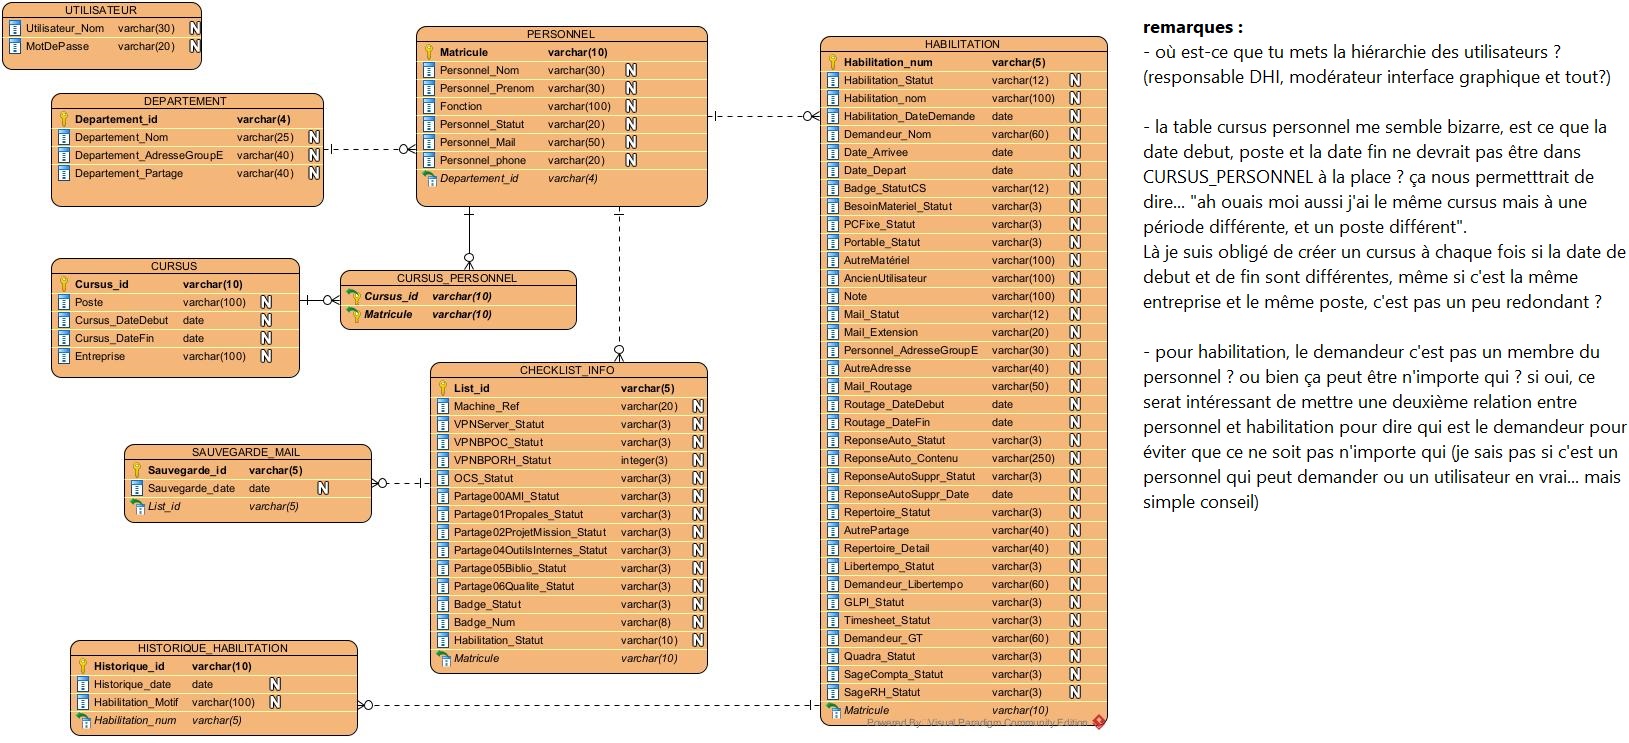 UTILISATEUR
Utilisateur_Nom varchar(30) N
MotDePasse varchar(20) N
DEPARTEMENT
Departement_id varchar(4)
Departement_Nom varchar(25) N
Departement_AdresseGroupE varchar(40) N
Departement_Partage varchar(40) N
PERSONNEL
Matricule varchar(10)
Personnel_Nom varchar(30) N
Personnel_Prenom varchar(30) N
Fonction varchar(100) N
Personnel_Statut varchar(20) N
Personnel_Mail varchar(50) N
Personnel_phone varchar(20) N
Departement_id varchar(4)
CURSUS
Cursus_id varchar(10)
Poste varchar(100) N
Cursus_DateDebut date N
Cursus_DateFin date N
Entreprise varchar(100) N
CURSUS_PERSONNEL
Cursus_id varchar(10)
Matricule varchar(10)
CHECKLIST_INFO
List_id varchar(5)
Machine_Ref varchar(20) N
VPNServer_Statut varchar(3) N
VPNBPOC_Statut varchar(3) N
VPNBPORH_Statut integer(3) N
OCS_Statut varchar(3) N
Partage00AMI_Statut varchar(3) N
Partage01Propales_Statut varchar(3) N
Partage02ProjetMission_Statut varchar(3) N
Partage04OutilsInternes_Statut varchar(3) N
Partage05Biblio_Statut varchar(3) N
Partage06Qualite_Statut varchar(3) N
Badge_Statut varchar(3) N
Badge_Num varchar(8) N
Habilitation_Statut varchar(10) N
Matricule varchar(10)
SAUVEGARDE_MAIL
Sauvegarde_id varchar(5)
Sauvegarde_date date N
List_id varchar(5)
HISTORIQUE_HABILITATION
Historique_id varchar(10)
Historique_date date N
Habilitation_Motif varchar(100) N
Habilitation_num varchar(5)
HABILITATION
Habilitation_num varchar(5)
Habilitation_Statut varchar(12) N
Habilitation_nom varchar(100) N
Habilitation_DateDemande date N
Demandeur_Nom varchar(60) N
Date_Arrivee date N
Date_Depart date N
Badge_StatutCS varchar(12) N
BesoinMateriel_Statut varchar(3) N
PCFixe_Statut varchar(3) N
Portable_Statut varchar(3) N
AutreMatériel varchar(100) N
AncienUtilisateur varchar(100) N
Note varchar(100) N
Mail_Statut varchar(12) N
Mail_Extension varchar(20) N
Personnel_AdresseGroupE varchar(30) N
AutreAdresse varchar(40) N
Mail_Routage varchar(50) N
Routage_DateDebut date N
Routage_DateFin date N
ReponseAuto_Statut varchar(3) N
ReponseAuto_Contenu varchar(250) N
ReponseAutoSuppr_Statut varchar(3) N
ReponseAutoSuppr_Date date N
Repertoire_Statut varchar(3) N
AutrePartage varchar(40) N
Repertoire_Detail varchar(40) N
Libertempo_Statut varchar(3) N
Demandeur_Libertempo varchar(60) N
GLPI_Statut varchar(3) N
Timesheet_Statut varchar(3) N
Demandeur_GT varchar(60) N
Quadra_Statut varchar(3) N
SageCompta_Statut varchar(3) N
SageRH_Statut varchar(3) N
Matricule varchar(10)
Powered By: Visual Paradigm Community Edition
remarques :
- où est-ce que tu mets la hiérarchie des utilisateurs ?
(responsable DHI, modérateur interface graphique et tout?)
- la table cursus personnel me semble bizarre, est ce que la
date debut, poste et la date fin ne devrait pas être dans
CURSUS_PERSONNEL à la place ? ça nous permetttrait de
dire... "ah ouais moi aussi j'ai le même cursus mais à une
période différente, et un poste différent".
Là je suis obligé de créer un cursus à chaque fois si la date de
debut et de fin sont différentes, même si c'est la même
entreprise et le même poste, c'est pas un peu redondant ?
- pour habilitation, le demandeur c'est pas un membre du
personnel ? ou bien ça peut être n'importe qui ? si oui, ce
serat intéressant de mettre une deuxième relation entre
personnel et habilitation pour dire qui est le demandeur pour
éviter que ce ne soit pas n'importe qui (je sais pas si c'est un
personnel qui peut demander ou un utilisateur en vrai... mais
simple conseil)